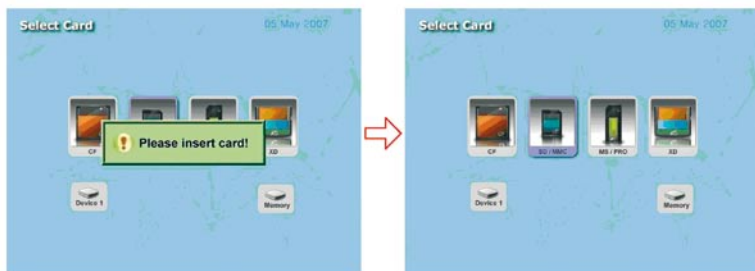 Select Card
05 May 2007
Please insert card!
CF
XD
Device 1
Memory
Select Card
05 May 2007
CF
SD / MMC
MS / PRO
XD
Device 1
Memory